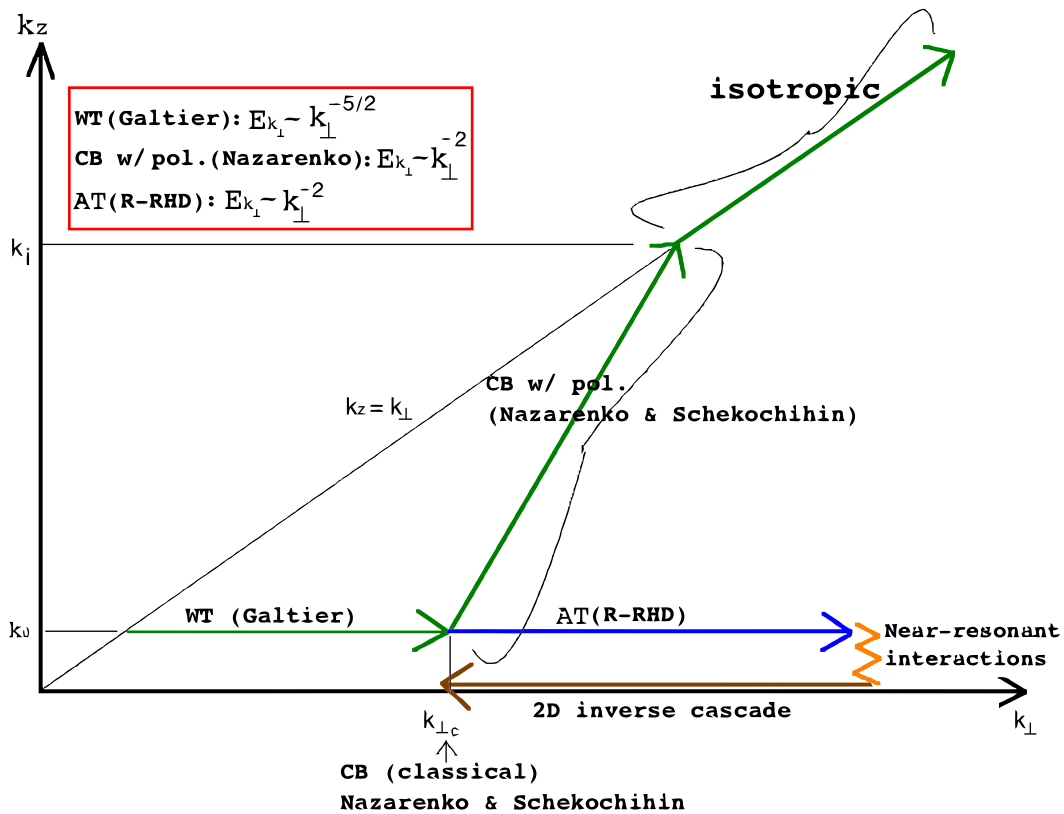 kz
WT(Galtier): Ek⊥~ k⊥^-5/2
CB w/ pol.(Nazarenko): Ek⊥~k⊥^-2
AT(R-RHD): Ek⊥~k⊥^-2
isotropic
ki
CB w/ pol.
(Nazarenko & Schekochihin)
kz = k⊥
WT (Galtier)
AT(R-RHD)
k0
Near-resonant
interactions
2D inverse cascade
k⊥c
k⊥
CB (classical)
Nazarenko & Schekochihin